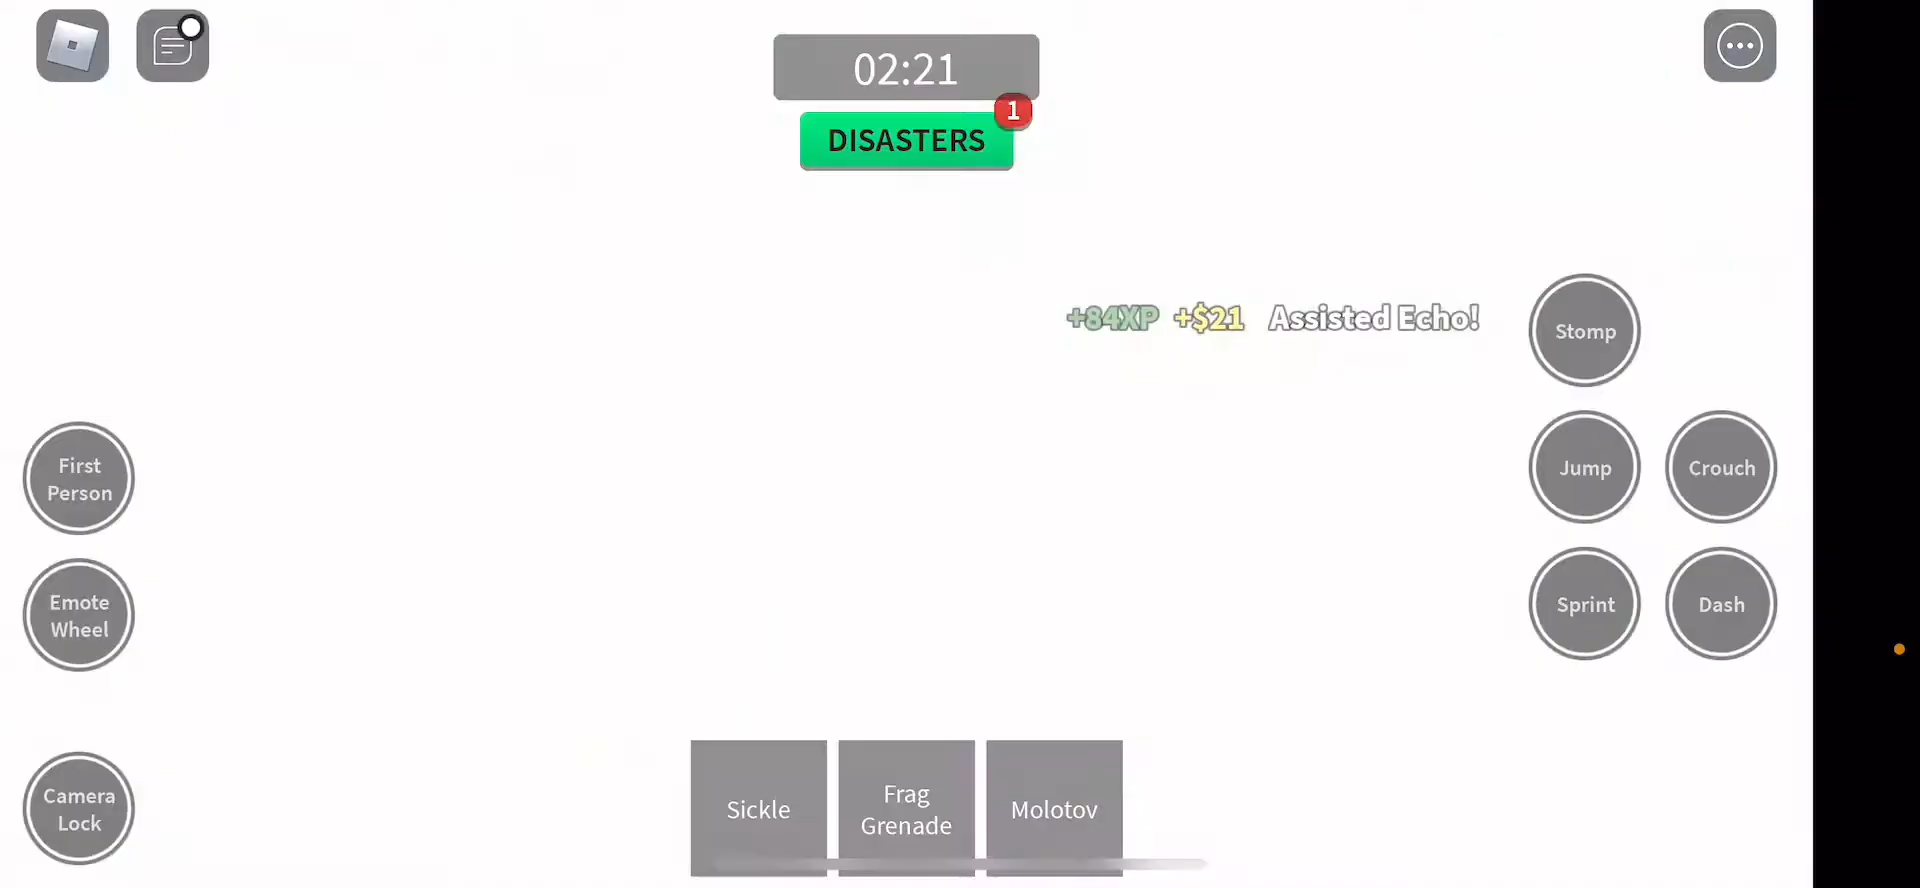 02:21
1
DISASTERS
+84XP +$21 Assisted Echo!
Stomp
First
Person
Jump
Crouch
Emote
Wheel
Sprint
Dash
Camera
Lock
Sickle
Frag
Grenade
Molotov